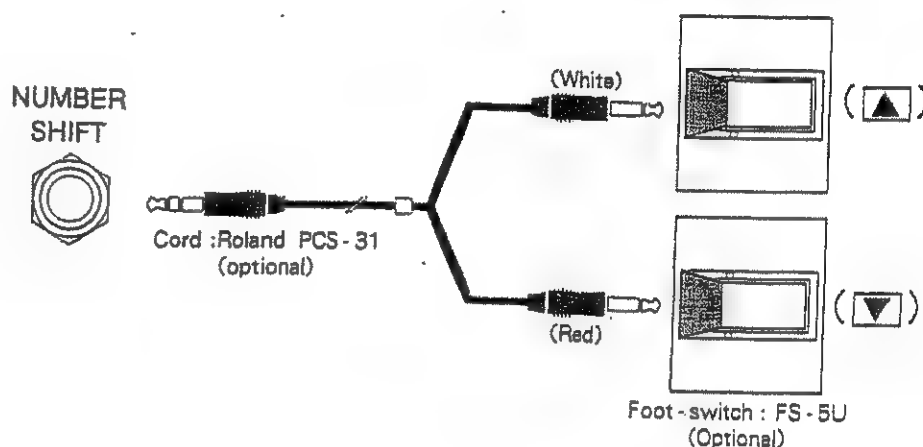 NUMBER
SHIFT
(White)
(▲)
Cord :Roland PCS-31
(optional)
(Red)
(▼)
Foot-switch : FS-5U
(Optional)